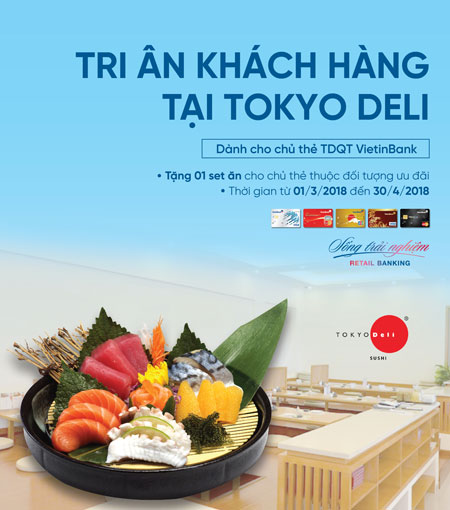 TRI ÂN KHÁCH HÀNG
TẠI TOKYO DELI
Dành cho chủ thẻ TDQT VietinBank
• Tặng 01 set ăn cho chủ thẻ thuộc đối tượng ưu đãi
• Thời gian từ 01/3/2018 đến 30/4/2018
Sống trải nghiệm
RETAIL BANKING
TOKYO Deli ®
SUSHI